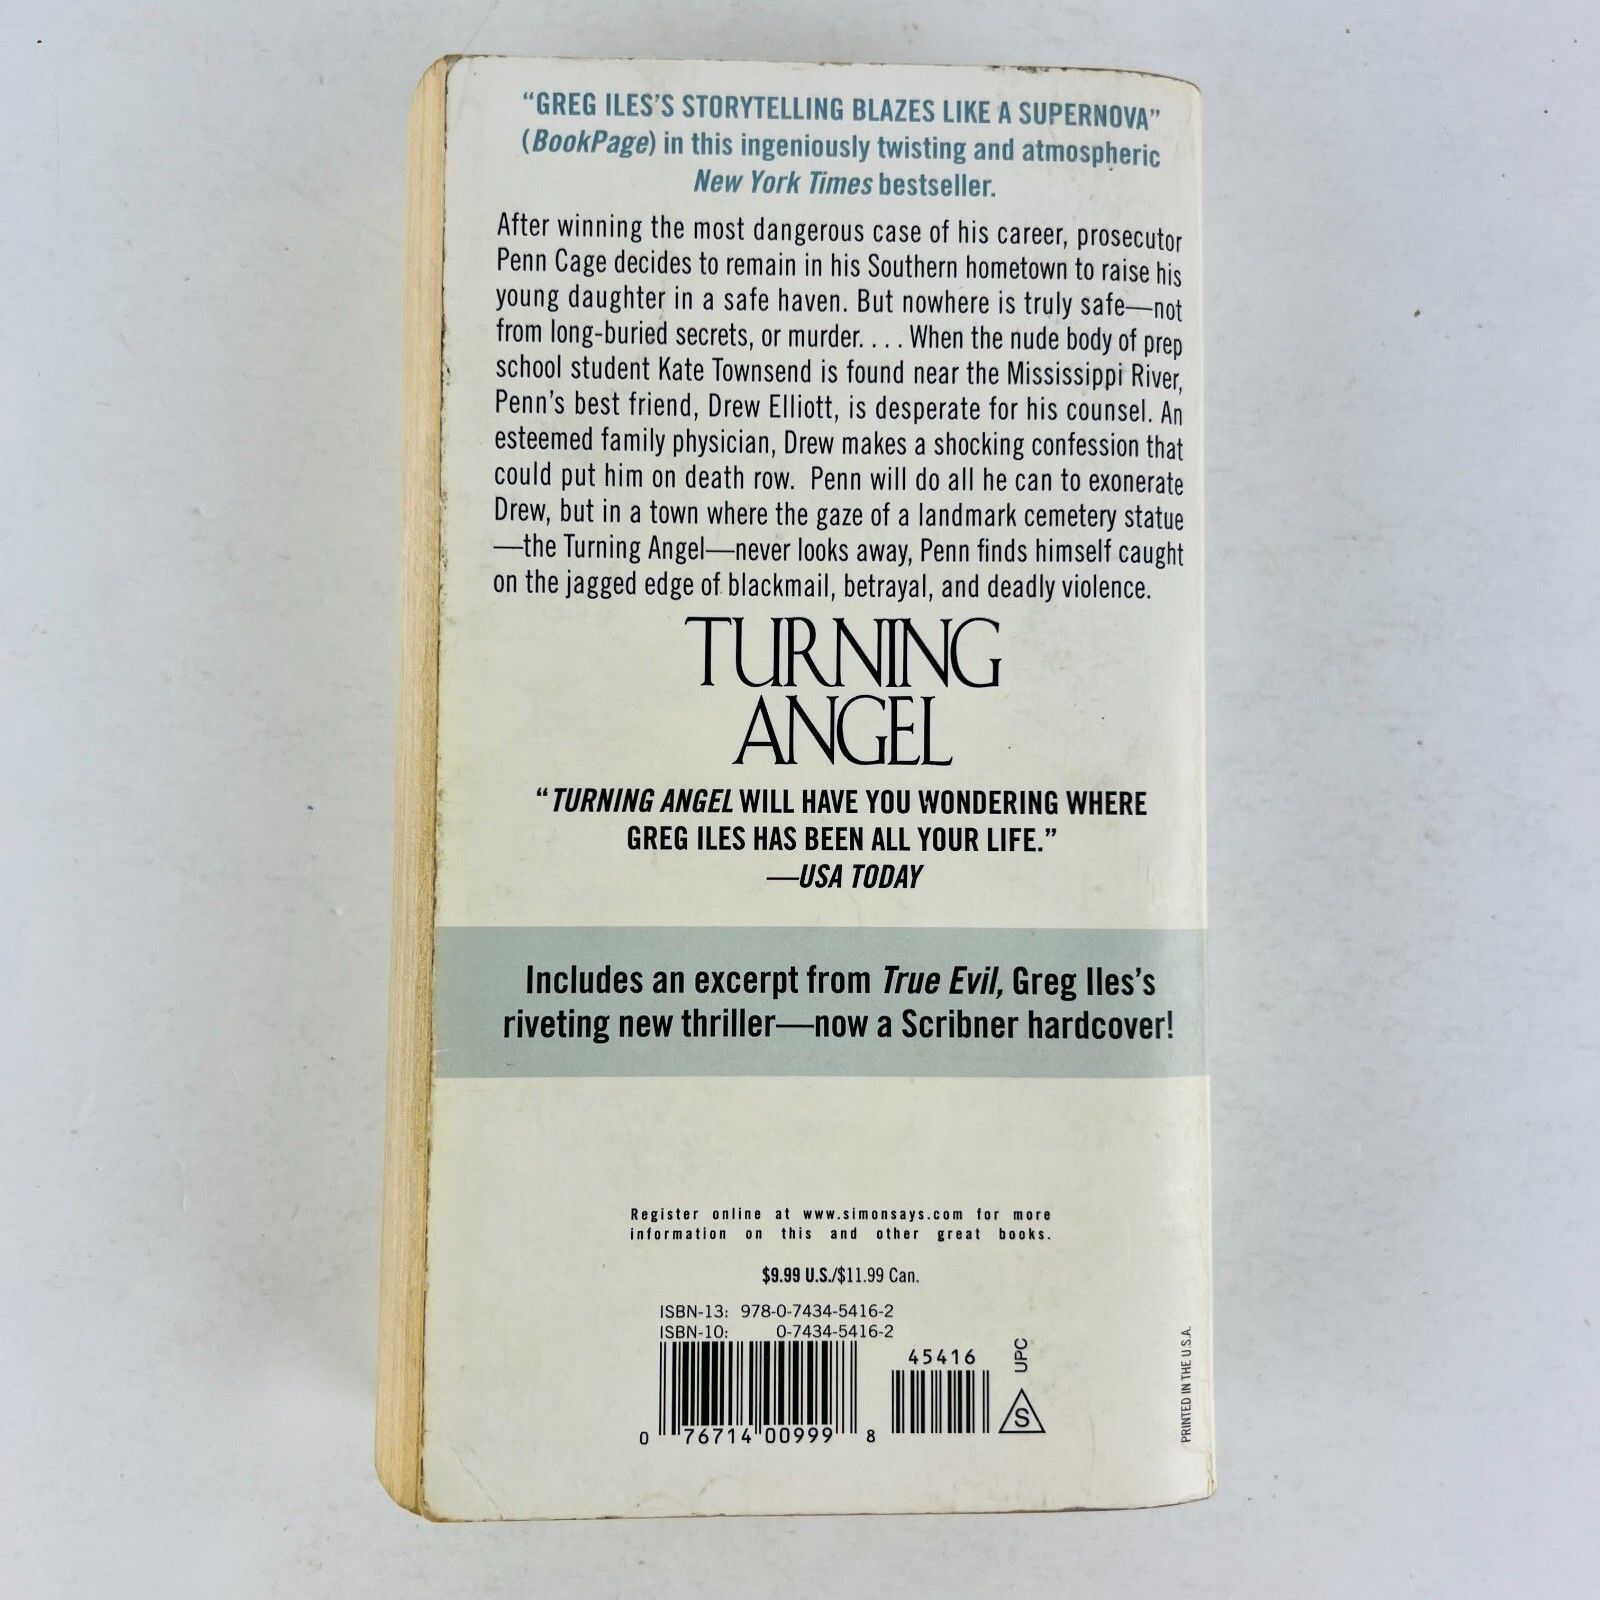 “GREG ILES’S STORYTELLING BLAZES LIKE A SUPERNOVA”
(BookPage) in this ingeniously twisting and atmospheric
New York Times bestseller.
After winning the most dangerous case of his career, prosecutor
Penn Cage decides to remain in his Southern hometown to raise his
young daughter in a safe haven. But nowhere is truly safe—not
from long-buried secrets, or murder. . . . When the nude body of prep
school student Kate Townsend is found near the Mississippi River,
Penn’s best friend, Drew Elliott, is desperate for his counsel. An
esteemed family physician, Drew makes a shocking confession that
could put him on death row. Penn will do all he can to exonerate
Drew, but in a town where the gaze of a landmark cemetery statue
—the Turning Angel—never looks away, Penn finds himself caught
on the jagged edge of blackmail, betrayal, and deadly violence.
TURNING
ANGEL
“TURNING ANGEL WILL HAVE YOU WONDERING WHERE
GREG ILES HAS BEEN ALL YOUR LIFE.”
—USA TODAY
Includes an excerpt from True Evil, Greg Iles’s
riveting new thriller—now a Scribner hardcover!
Register online at www.simonsays.com for more
information on this and other great books.
$9.99 U.S./$11.99 Can.
ISBN-13: 978-0-7434-5416-2
ISBN-10: 0-7434-5416-2
45416
UPC
S
0 76714 00999 8
PRINTED IN THE U.S.A.